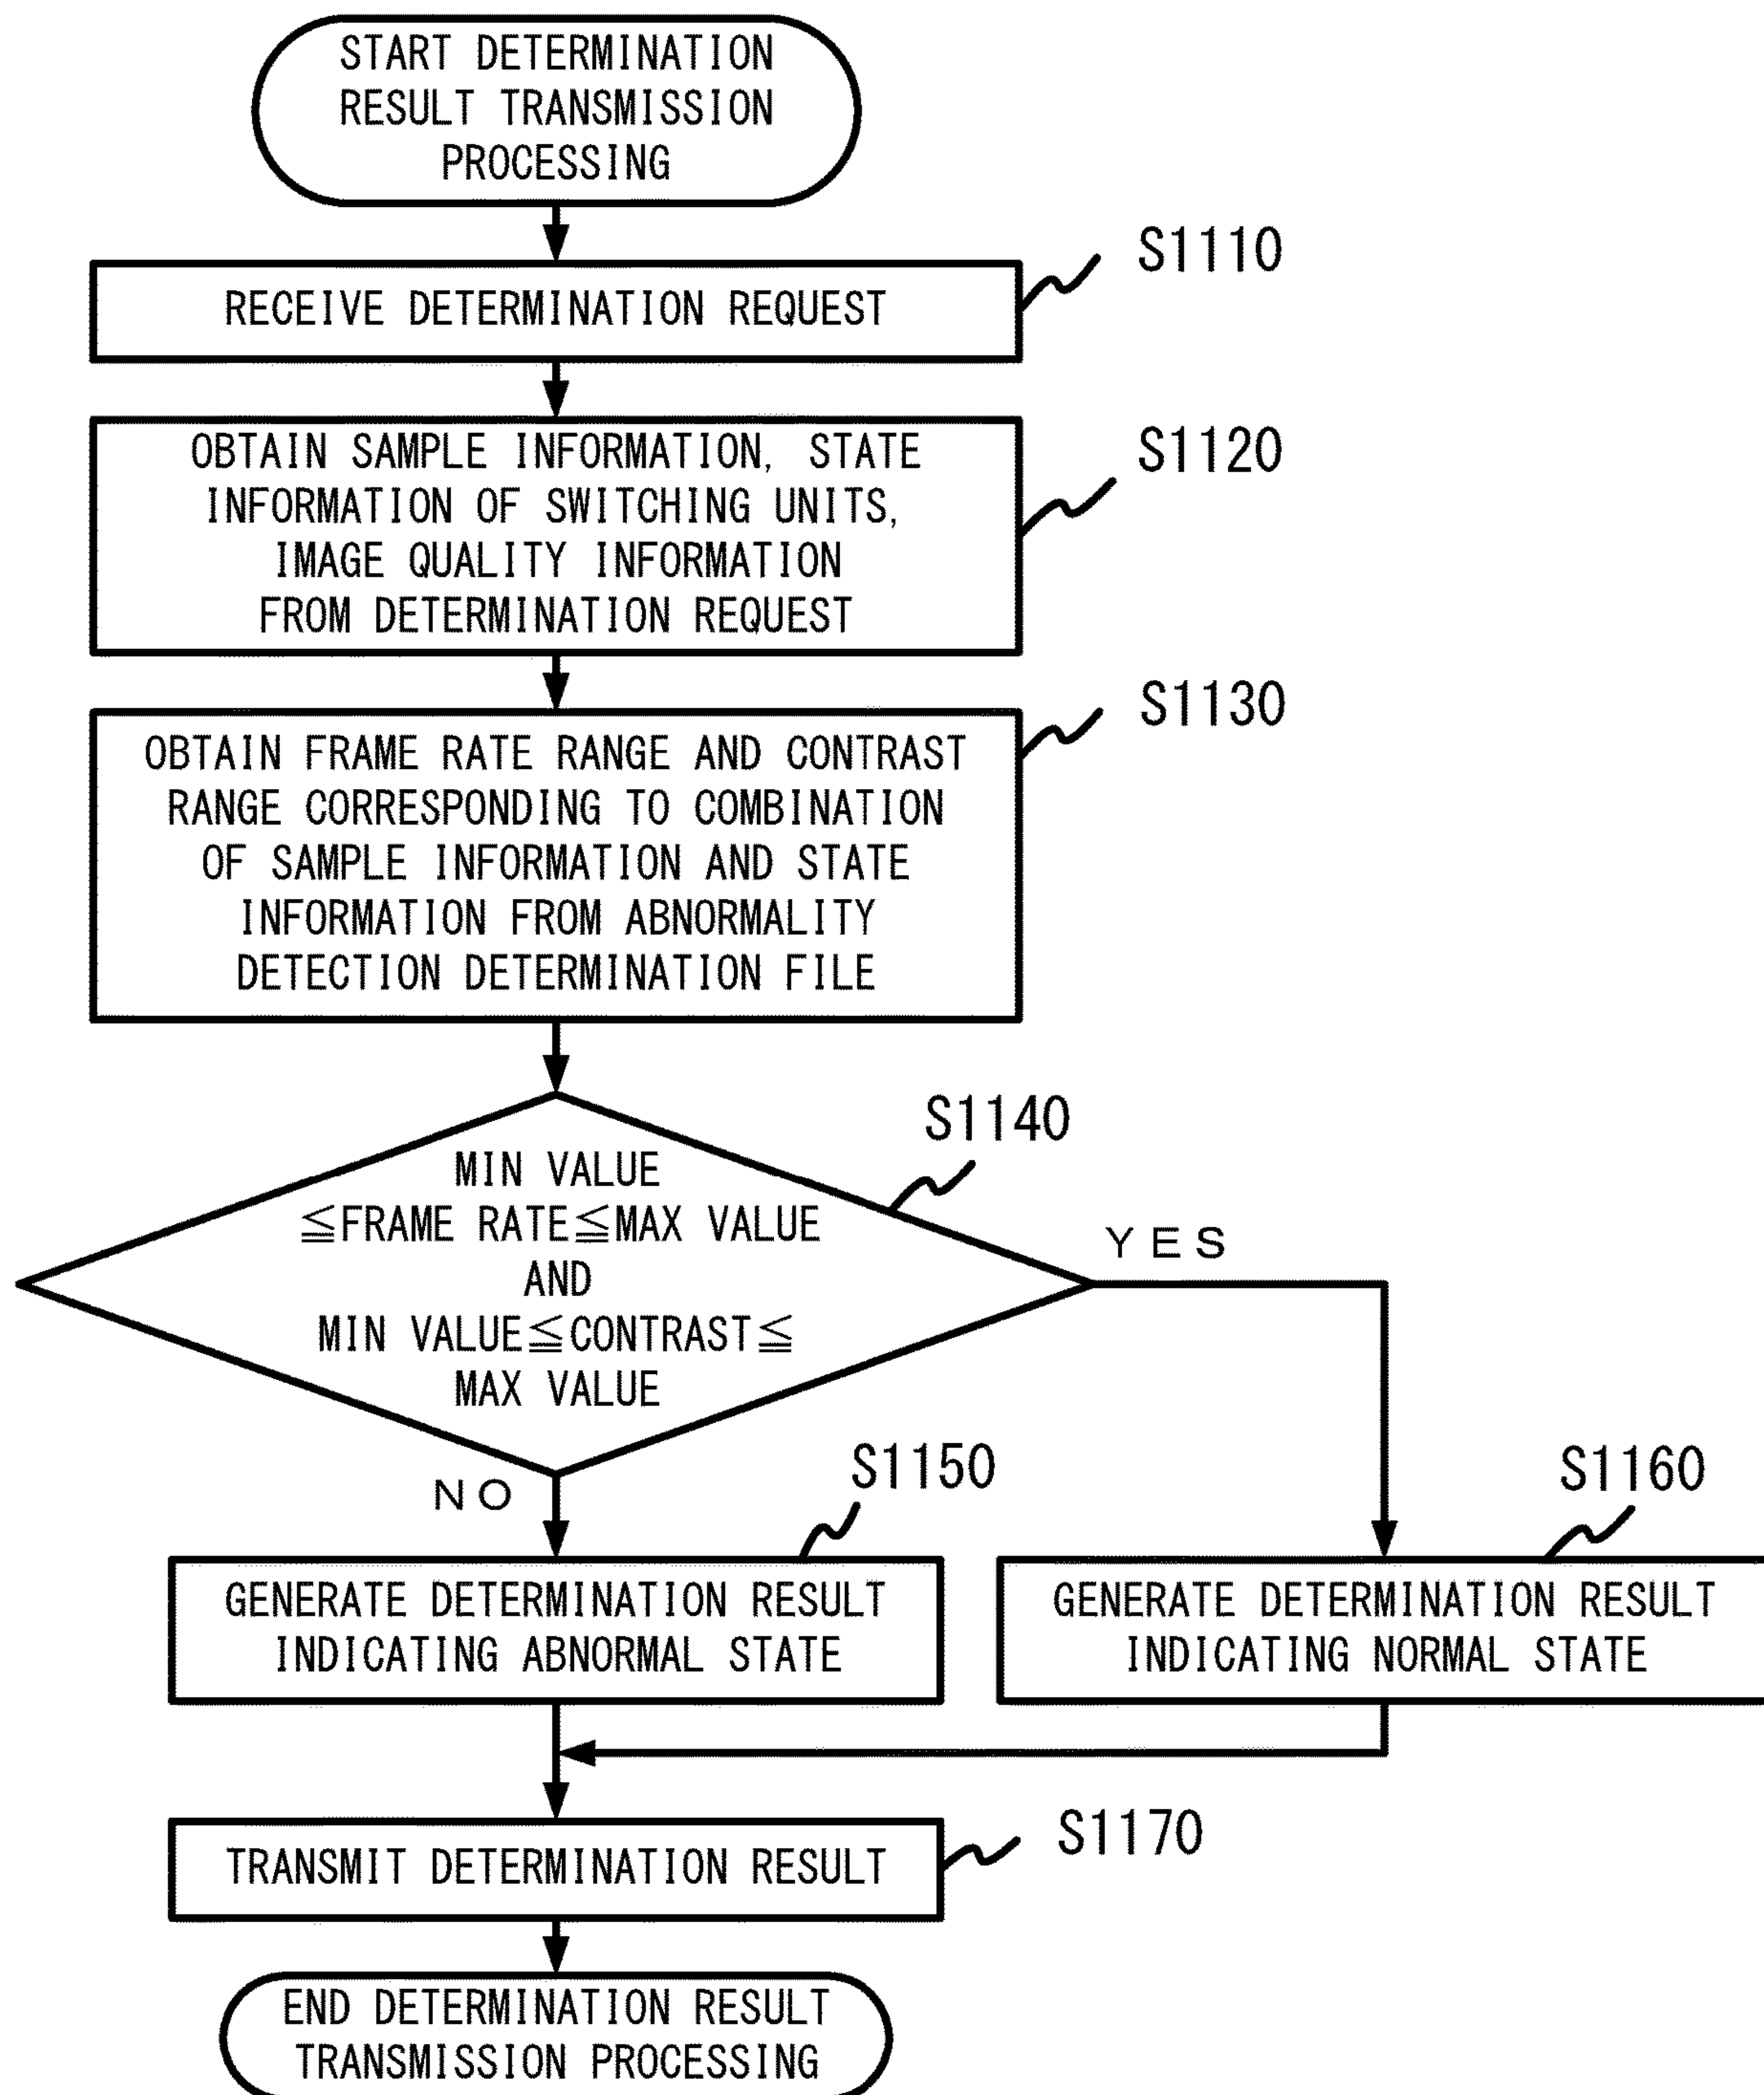 START DETERMINATION
RESULT TRANSMISSION
PROCESSING
S1110
RECEIVE DETERMINATION REQUEST
S1120
OBTAIN SAMPLE INFORMATION, STATE
INFORMATION OF SWITCHING UNITS,
IMAGE QUALITY INFORMATION
FROM DETERMINATION REQUEST
S1130
OBTAIN FRAME RATE RANGE AND CONTRAST
RANGE CORRESPONDING TO COMBINATION
OF SAMPLE INFORMATION AND STATE
INFORMATION FROM ABNORMALITY
DETECTION DETERMINATION FILE
S1140
MIN VALUE
≦FRAME RATE≦MAX VALUE
AND
MIN VALUE≦CONTRAST≦
MAX VALUE
YES
NO
S1150
GENERATE DETERMINATION RESULT
INDICATING ABNORMAL STATE
S1160
GENERATE DETERMINATION RESULT
INDICATING NORMAL STATE
S1170
TRANSMIT DETERMINATION RESULT
END DETERMINATION RESULT
TRANSMISSION PROCESSING